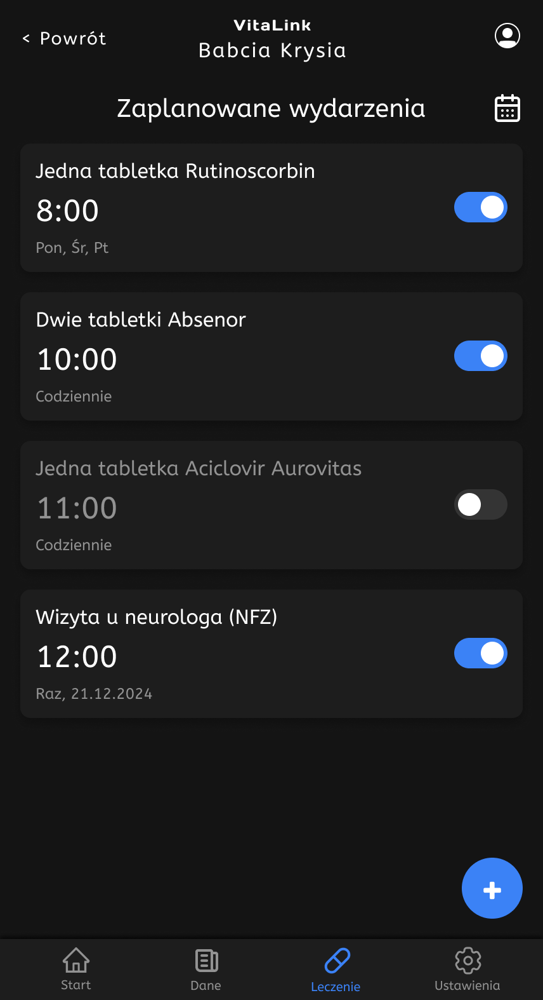 VitaLink
< Powrót
Babcia Krysia
Zaplanowane wydarzenia
Jedna tabletka Rutinoscorbin
8:00
Pon, Śr, Pt
Dwie tabletki Absenor
10:00
Codziennie
Jedna tabletka Aciclovir Aurovitas
11:00
Codziennie
Wizyta u neurologa (NFZ)
12:00
Raz, 21.12.2024
Start
Dane
Leczenie
Ustawienia